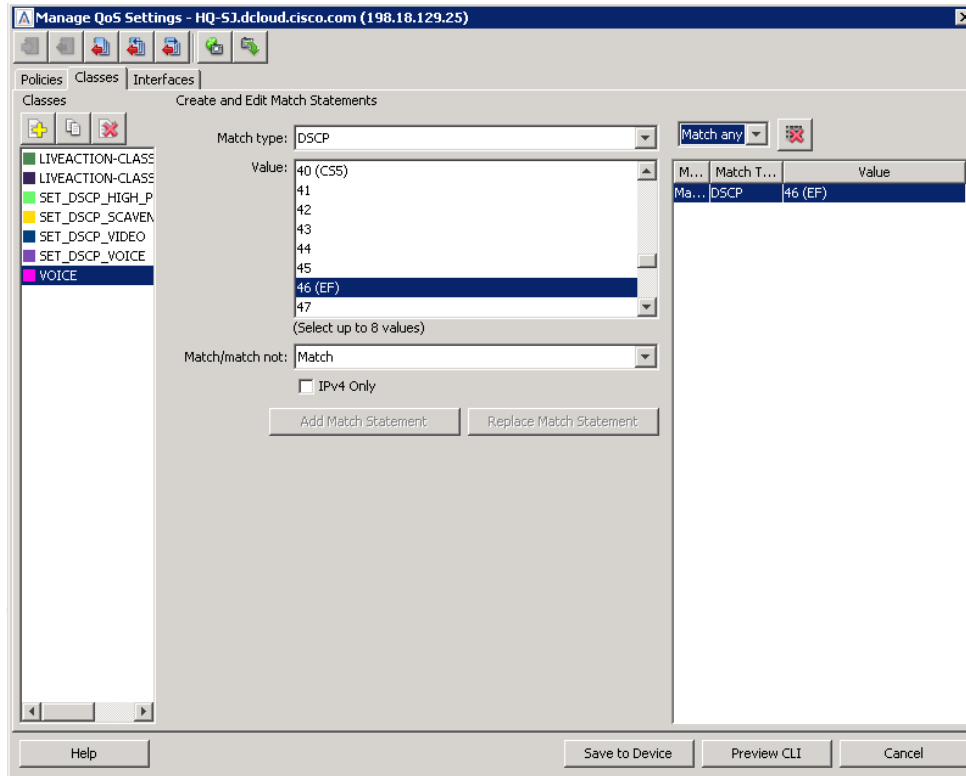 Manage QoS Settings - HQ-SJ.dcloud.cisco.com (198.18.129.25)
Policies Classes Interfaces
Classes
LIVEACTION-CLASS
LIVEACTION-CLASS
SET_DSCP_HIGH_P
SET_DSCP_SCAVEN
SET_DSCP_VIDEO
SET_DSCP_VOICE
VOICE
Create and Edit Match Statements
Match type: DSCP
Value: 40 (CS5)
41
42
43
44
45
46 (EF)
47
(Select up to 8 values)
Match/match not: Match
IPv4 Only
Add Match Statement Replace Match Statement
Match any
M... Match T... Value
Ma... DSCP 46 (EF)
Help Save to Device Preview CLI Cancel